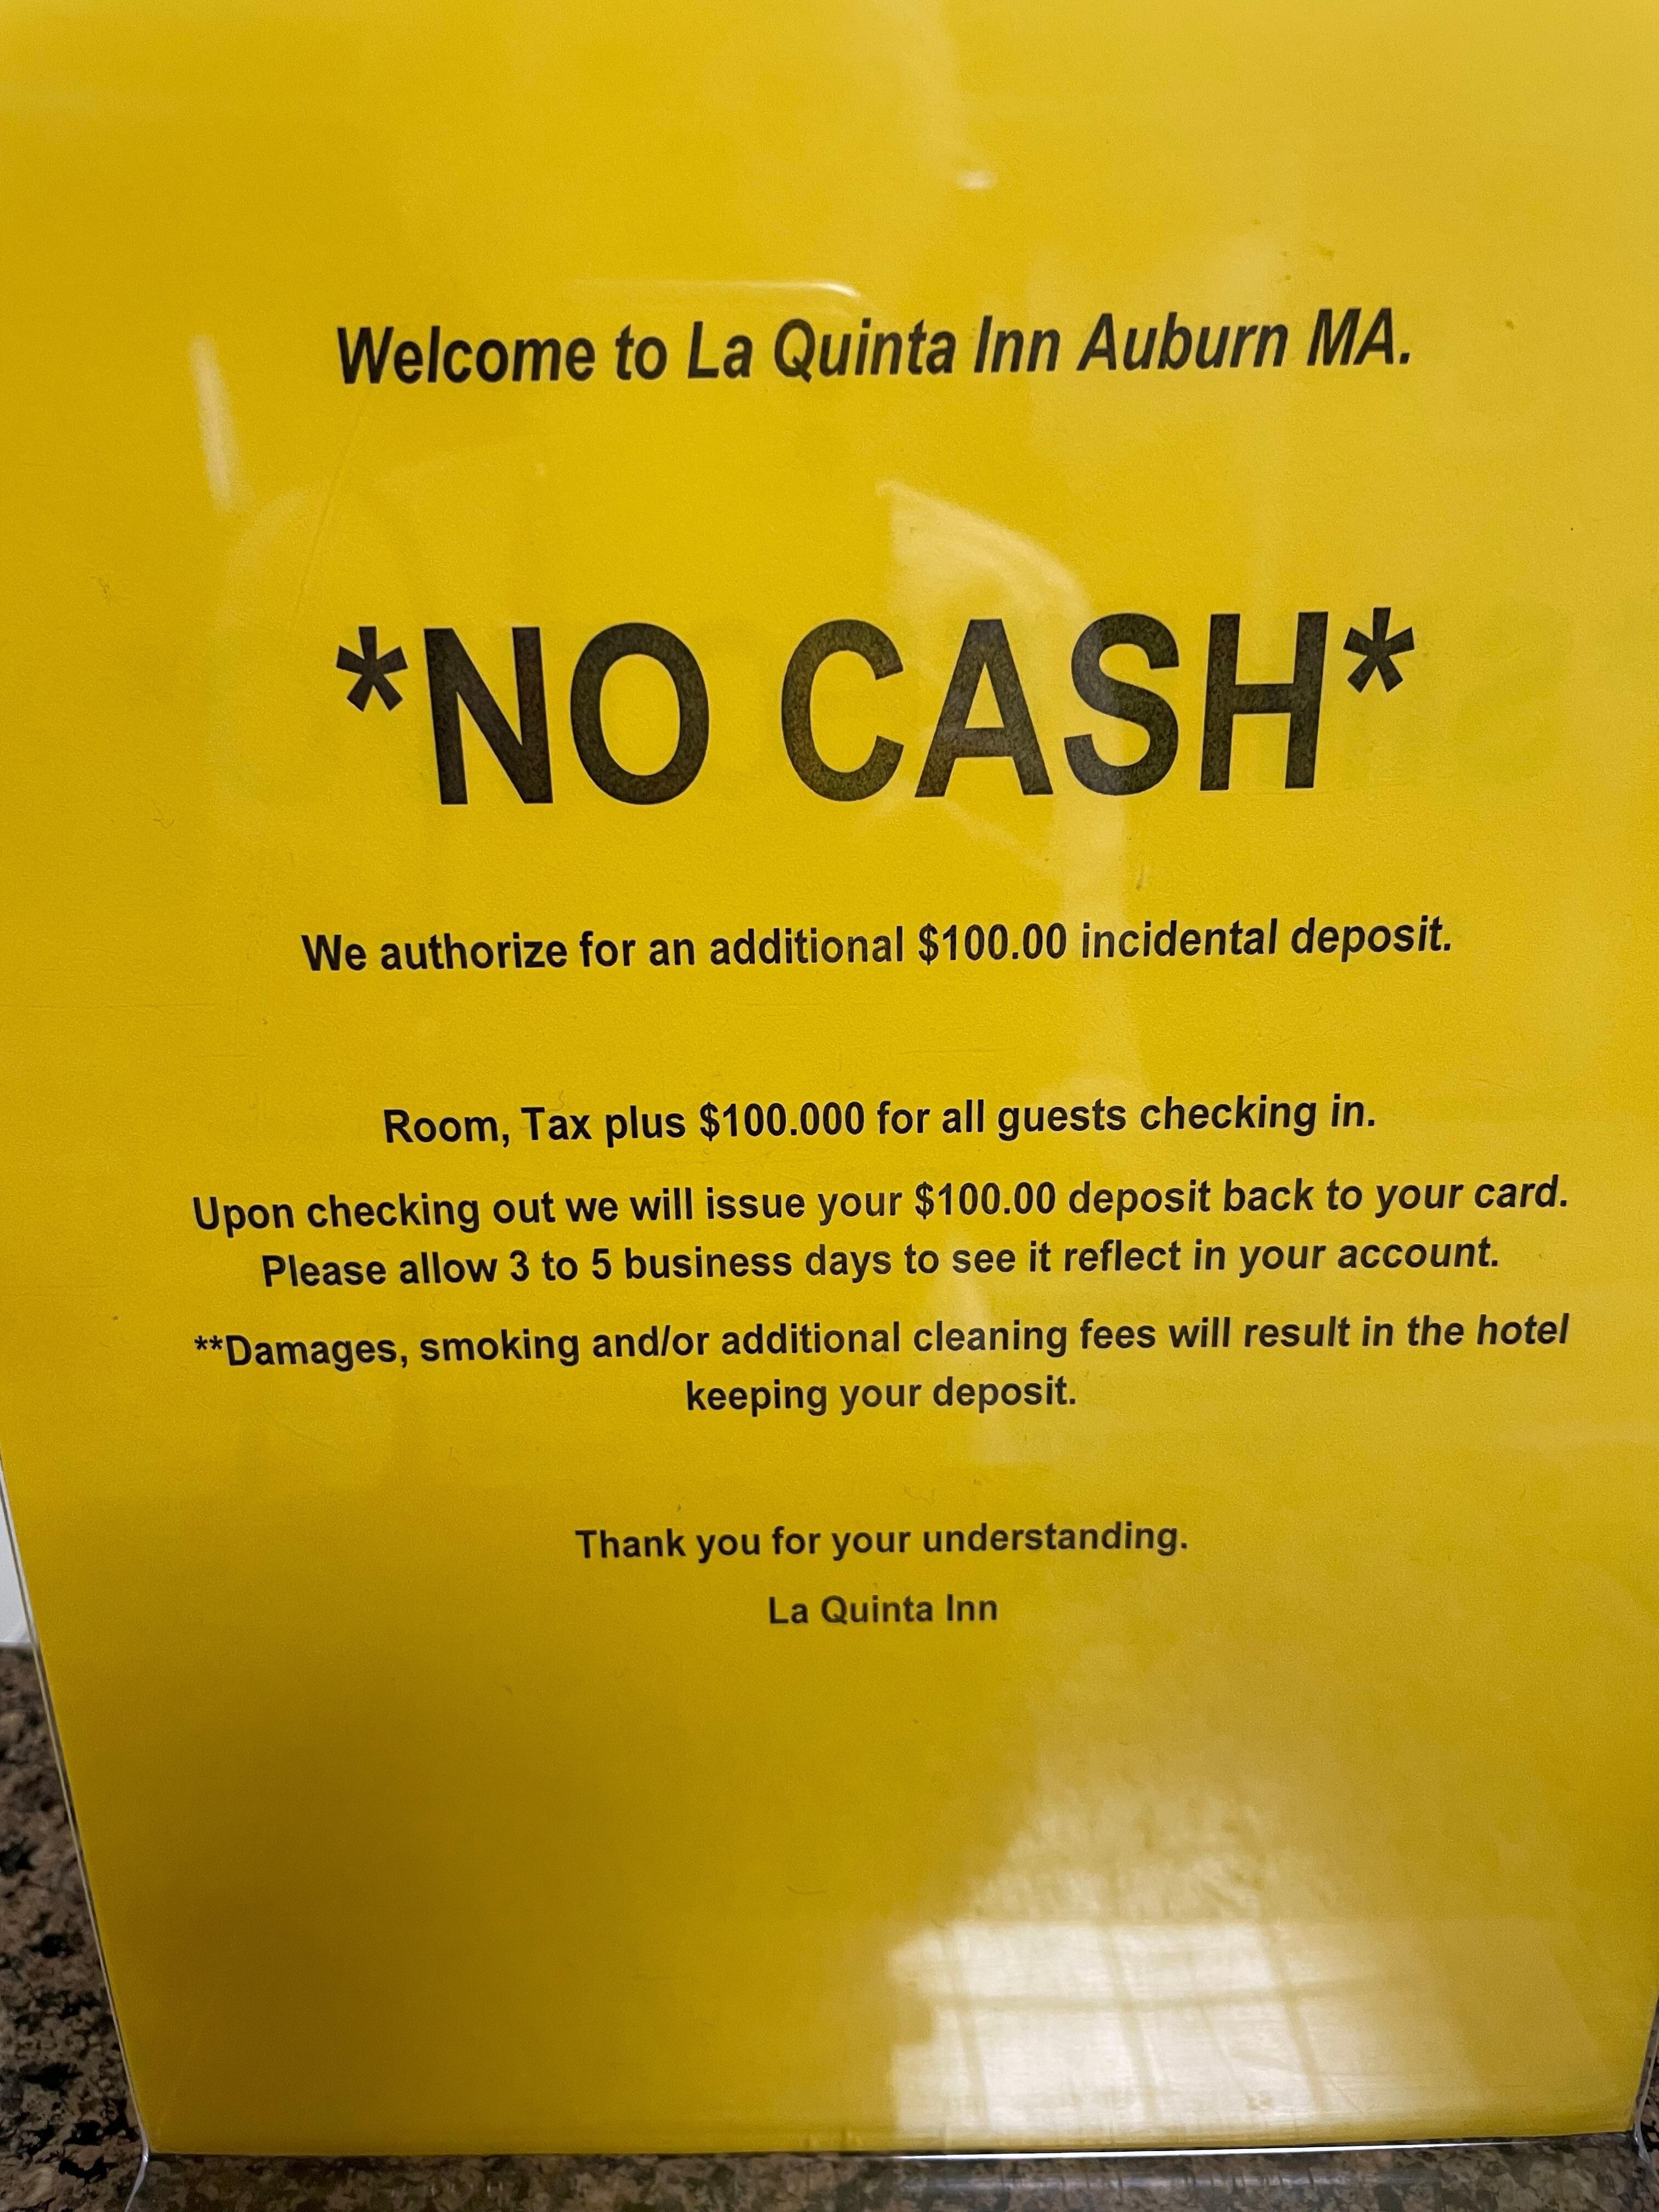 Welcome to La Quinta Inn Auburn MA.
*NO CASH*
We authorize for an additional $100.00 incidental deposit.
Room, Tax plus $100.000 for all guests checking in.
Upon checking out we will issue your $100.00 deposit back to your card.
Please allow 3 to 5 business days to see it reflect in your account.
**Damages, smoking and/or additional cleaning fees will result in the hotel
keeping your deposit.
Thank you for your understanding.
La Quinta Inn